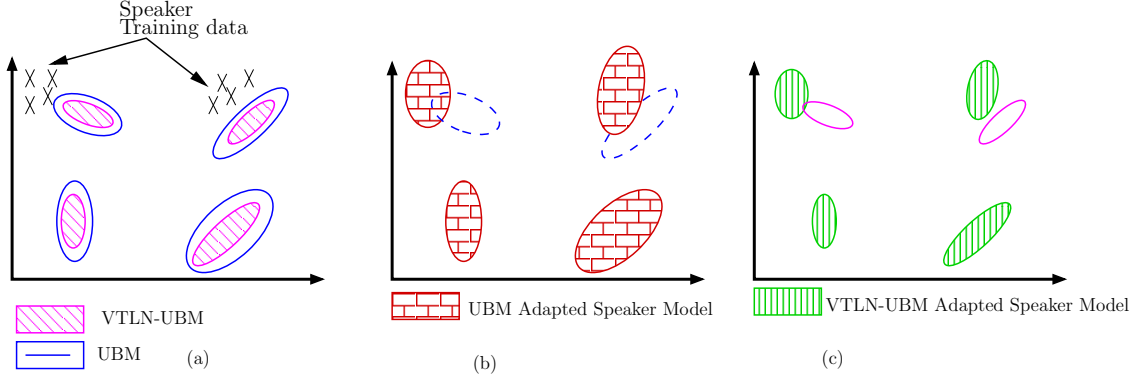 Speaker
Training data
VTLN-UBM
UBM
(a)
UBM Adapted Speaker Model
(b)
VTLN-UBM Adapted Speaker Model
(c)